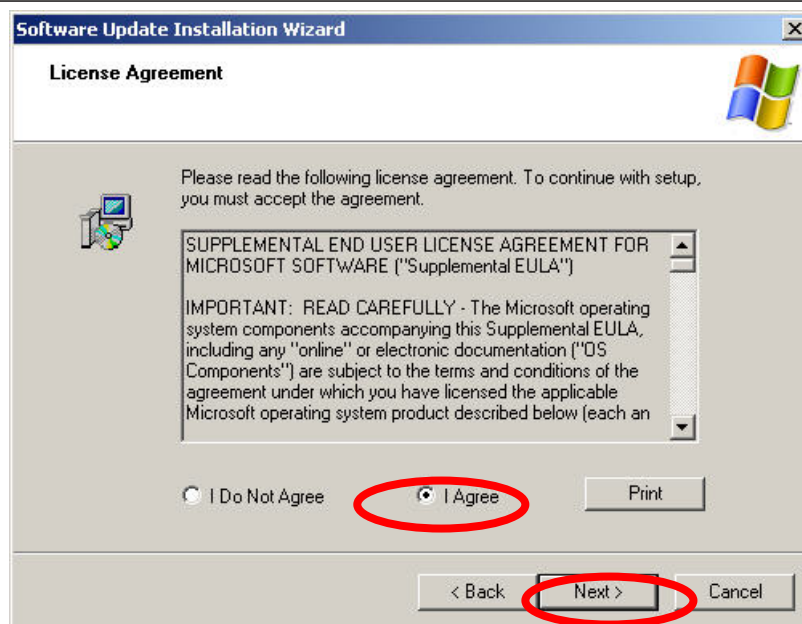 Software Update Installation Wizard
License Agreement
Please read the following license agreement. To continue with setup,
you must accept the agreement.
SUPPLEMENTAL END USER LICENSE AGREEMENT FOR
MICROSOFT SOFTWARE ("Supplemental EULA")
IMPORTANT: READ CAREFULLY - The Microsoft operating
system components accompanying this Supplemental EULA,
including any "online" or electronic documentation ("OS
Components") are subject to the terms and conditions of the
agreement under which you have licensed the applicable
Microsoft operating system product described below (each an
I Do Not Agree I Agree Print
< Back Next > Cancel